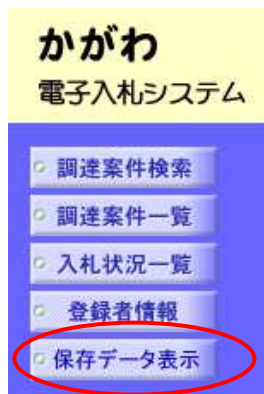 かがわ
電子入札システム
調達案件検索
調達案件一覧
入札状況一覧
登録者情報
保存データ表示